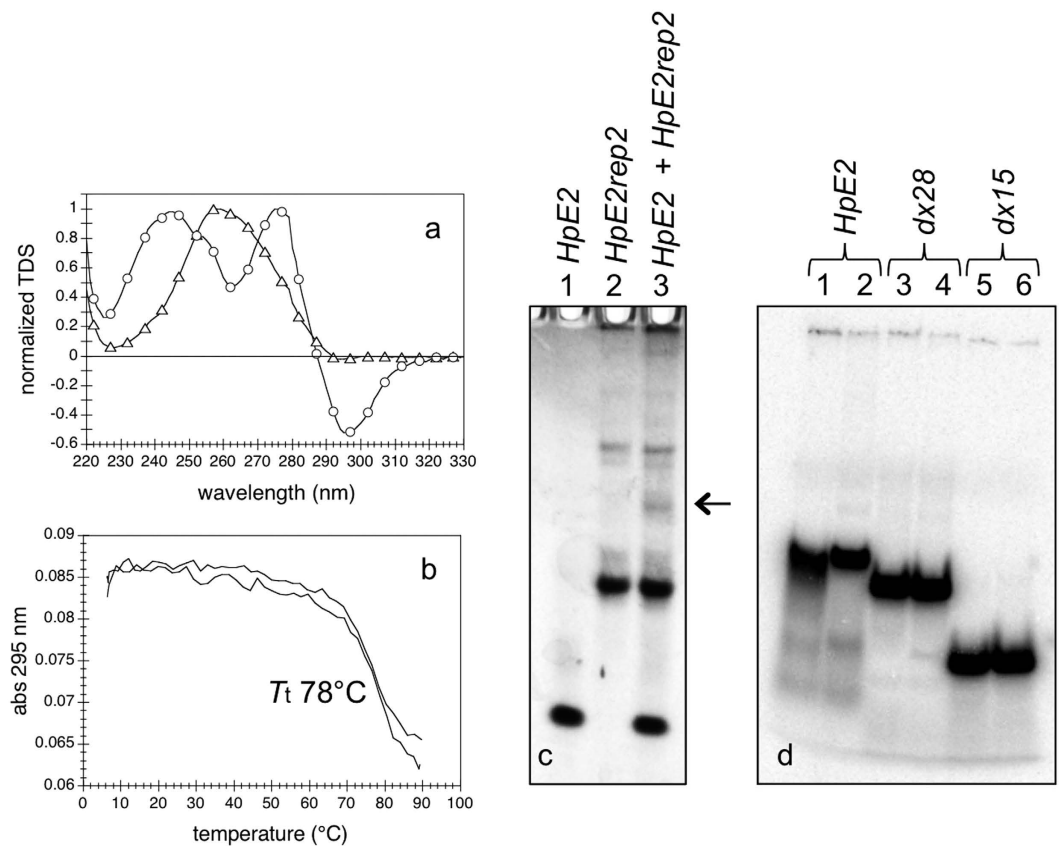 a
normalized TDS
1
0.8
0.6
0.4
0.2
0
-0.2
-0.4
-0.6
220 230 240 250 260 270 280 290 300 310 320 330
wavelength (nm)
b
abs 295 nm
0.09
0.085
0.08
0.075
0.07
0.065
0.06
Tt 78°C
0 10 20 30 40 50 60 70 80 90 100
temperature (°C)
HpE2
HpE2rep2
HpE2 + HpE2rep2
1 2 3
c
HpE2
dx28
dx15
1 2 3 4 5 6
d